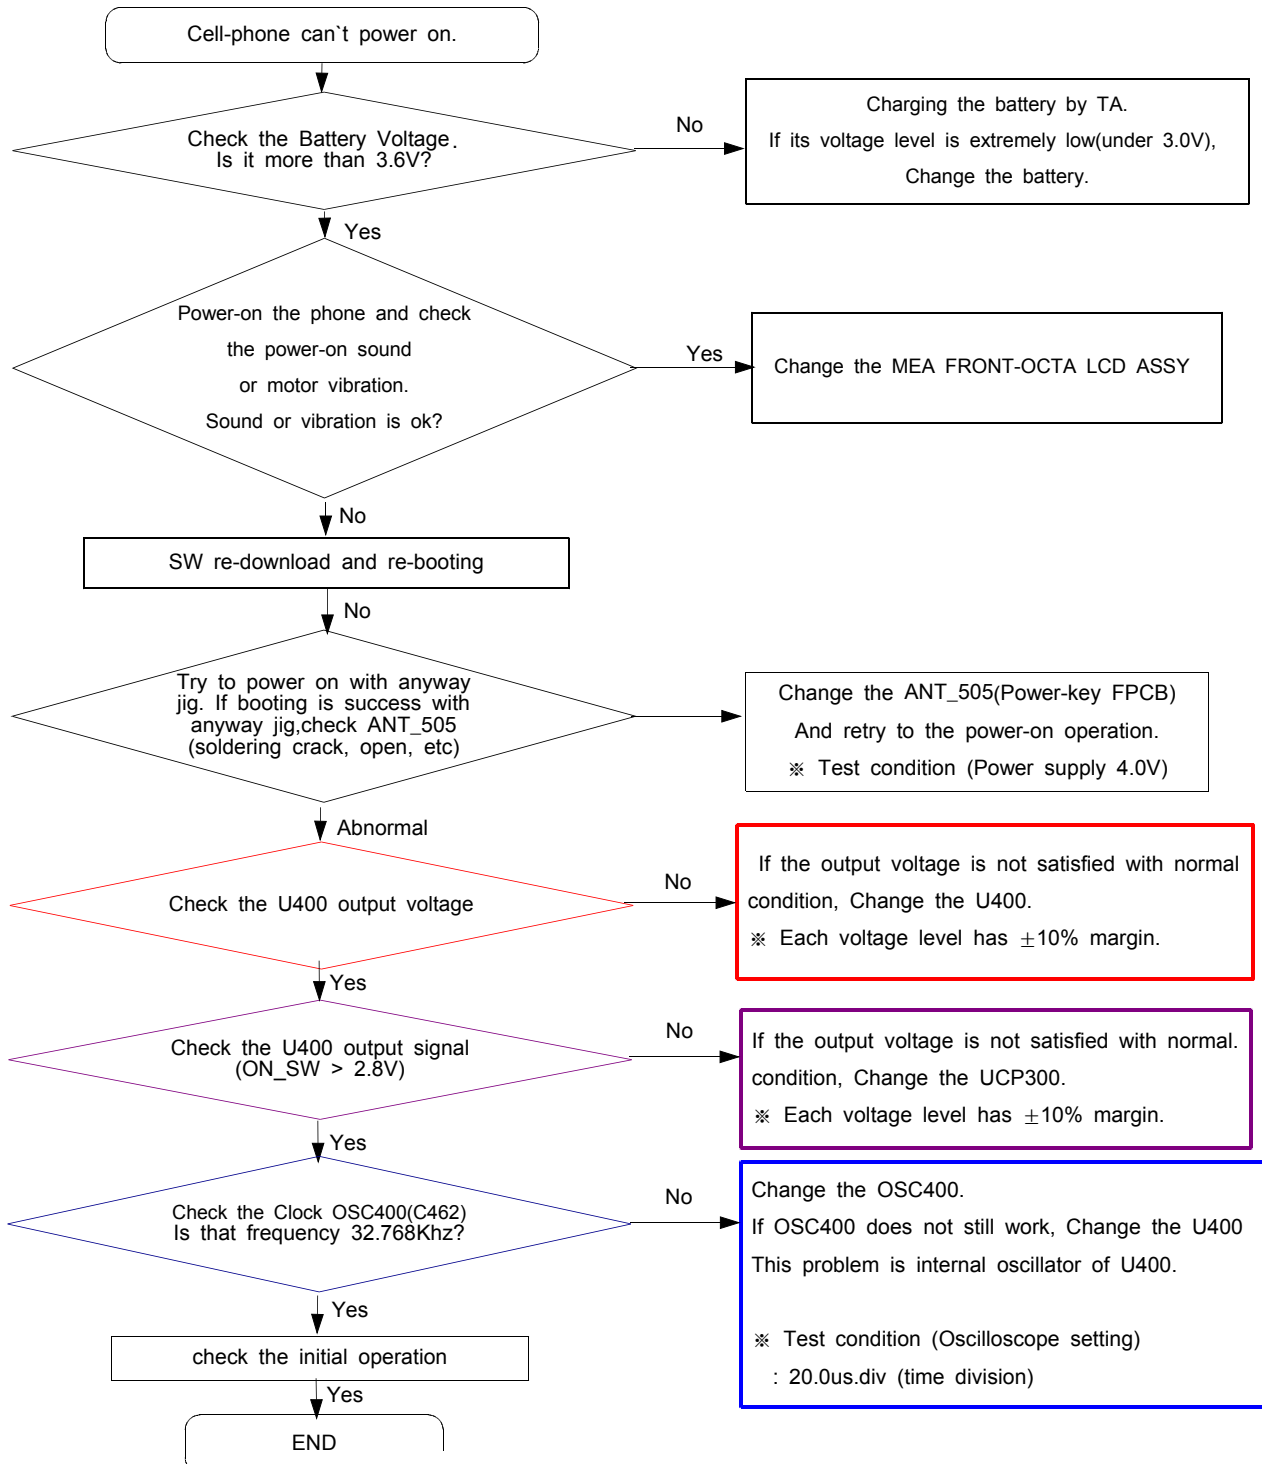 Cell-phone can`t power on.
Check the Battery Voltage.
Is it more than 3.6V?
No
Charging the battery by TA.
If its voltage level is extremely low(under 3.0V),
Change the battery.
Yes
Power-on the phone and check
the power-on sound
or motor vibration.
Sound or vibration is ok?
Yes
Change the MEA FRONT-OCTA LCD ASSY
No
SW re-download and re-booting
No
Try to power on with anyway
jig. If booting is success with
anyway jig,check ANT_505
(soldering crack, open, etc)
Change the ANT_505(Power-key FPCB)
And retry to the power-on operation.
※ Test condition (Power supply 4.0V)
Abnormal
Check the U400 output voltage
No
If the output voltage is not satisfied with normal
condition, Change the U400.
※ Each voltage level has ±10% margin.
Yes
Check the U400 output signal
(ON_SW > 2.8V)
No
If the output voltage is not satisfied with normal.
condition, Change the UCP300.
※ Each voltage level has ±10% margin.
Yes
Check the Clock OSC400(C462)
Is that frequency 32.768Khz?
No
Change the OSC400.
If OSC400 does not still work, Change the U400
This problem is internal oscillator of U400.
※ Test condition (Oscilloscope setting)
: 20.0us.div (time division)
Yes
check the initial operation
Yes
END